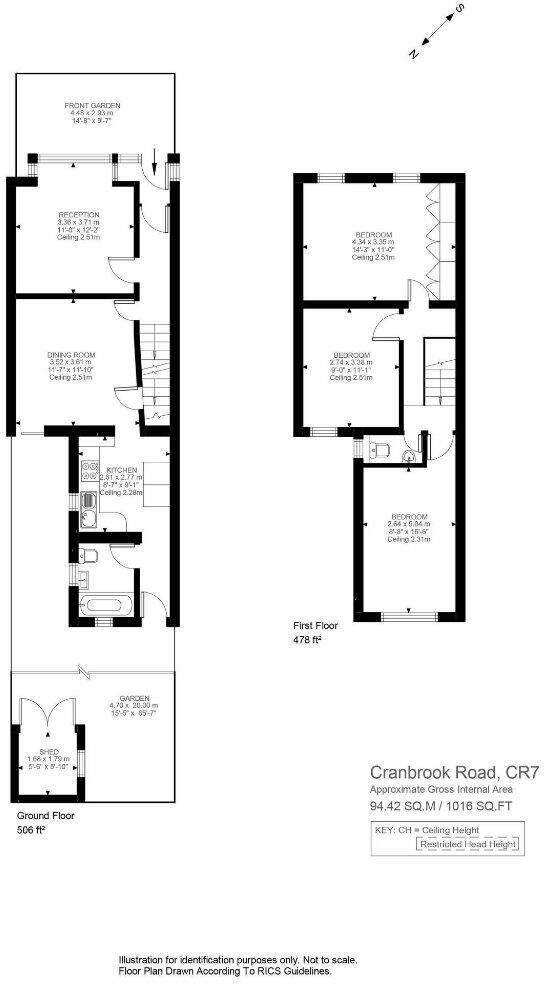 S
N
FRONT GARDEN
4.48 x 2.93 m
14'-8" x 9'-7"
RECEPTION
3.36 x 3.71 m
11'-0" x 12'-2"
Ceiling 2.51m
DINING ROOM
3.52 x 3.61 m
11'-7" x 11'-10"
Ceiling 2.51m
KITCHEN
2.61 x 2.77 m
8'-7" x 9'-1"
Ceiling 2.28m
GARDEN
4.70 x 20.00 m
15'-5" x 65'-7"
SHED
1.68 x 1.79 m
5'-6" x 5'-10"
Ground Floor
506 ft²
BEDROOM
4.34 x 3.35 m
14'-3" x 11'-0"
Ceiling 2.51m
BEDROOM
2.74 x 3.38 m
9'-0" x 11'-1"
Ceiling 2.51m
BEDROOM
2.64 x 5.04 m
8'-8" x 16'-6"
Ceiling 2.31m
First Floor
478 ft²
Cranbrook Road, CR7
Approximate Gross Internal Area
94.42 SQ.M / 1016 SQ.FT
KEY: CH = Ceiling Height
Restricted Head Height
Illustration for identification purposes only. Not to scale.
Floor Plan Drawn According To RICS Guidelines.